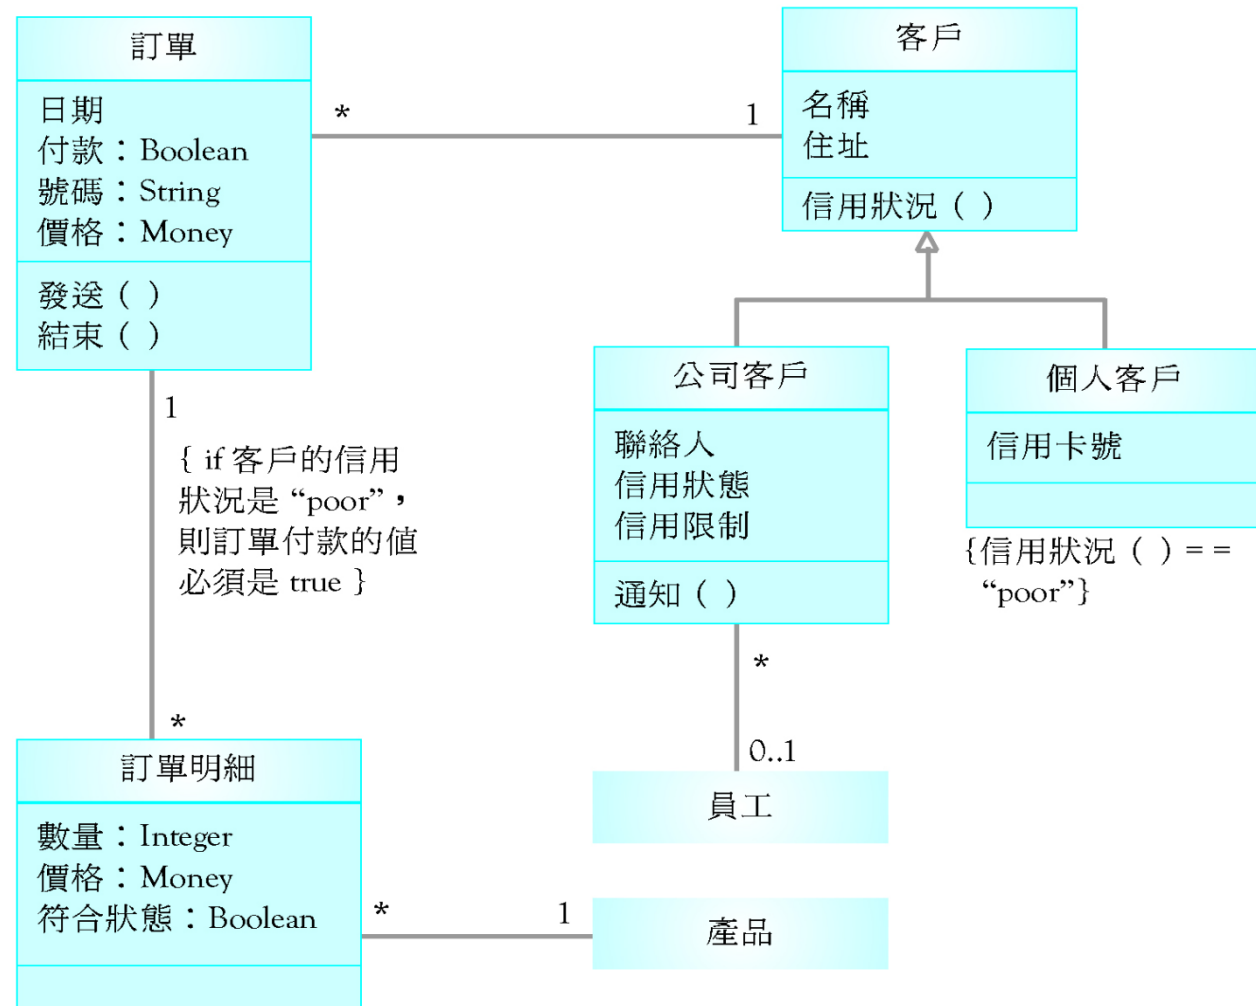 訂單
日期
付款：Boolean
號碼：String
價格：Money
發送（ ）
結束（ ）
*
1
客戶
名稱
住址
信用狀況（ ）
1
{ if 客戶的信用
狀況是 “poor”，
則訂單付款的值
必須是 true }
*
公司客戶
聯絡人
信用狀態
信用限制
通知（ ）
個人客戶
信用卡號
{信用狀況（ ）= =
“poor”}
*
0..1
員工
訂單明細
數量：Integer
價格：Money
符合狀態：Boolean
*
1
產品